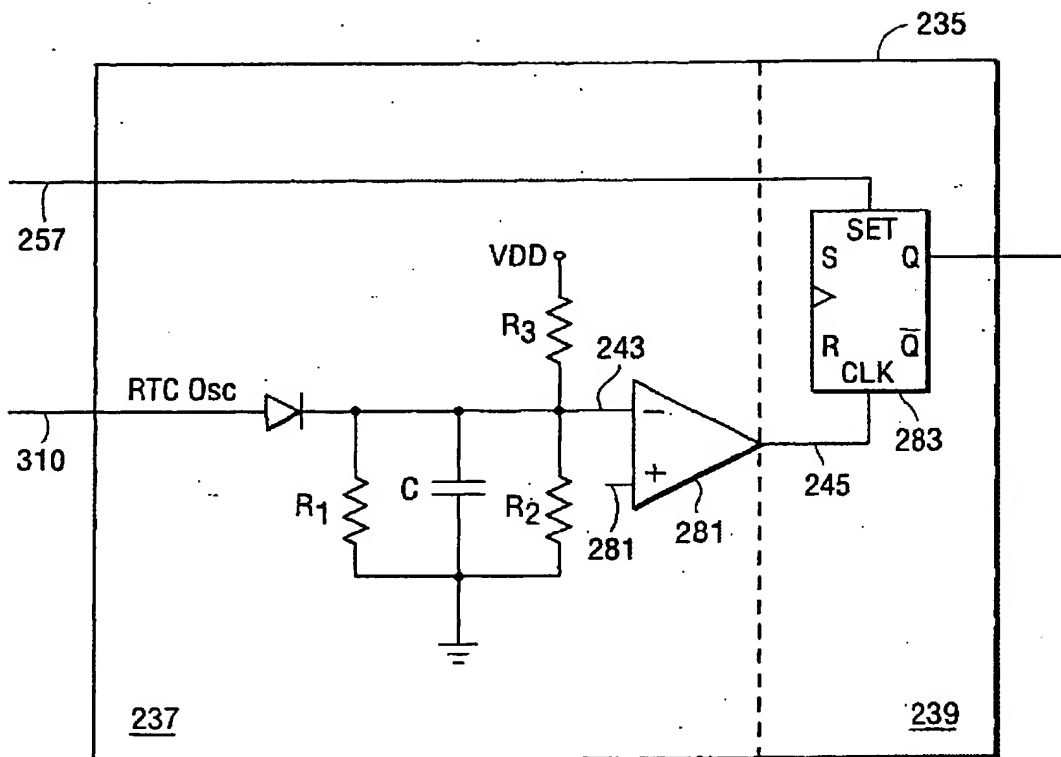 235
257
SET
S Q
R Q̅
CLK
283
VDD
R3
243
RTC Osc
310
R1
C
R2
−
+
281
281
245
237
239